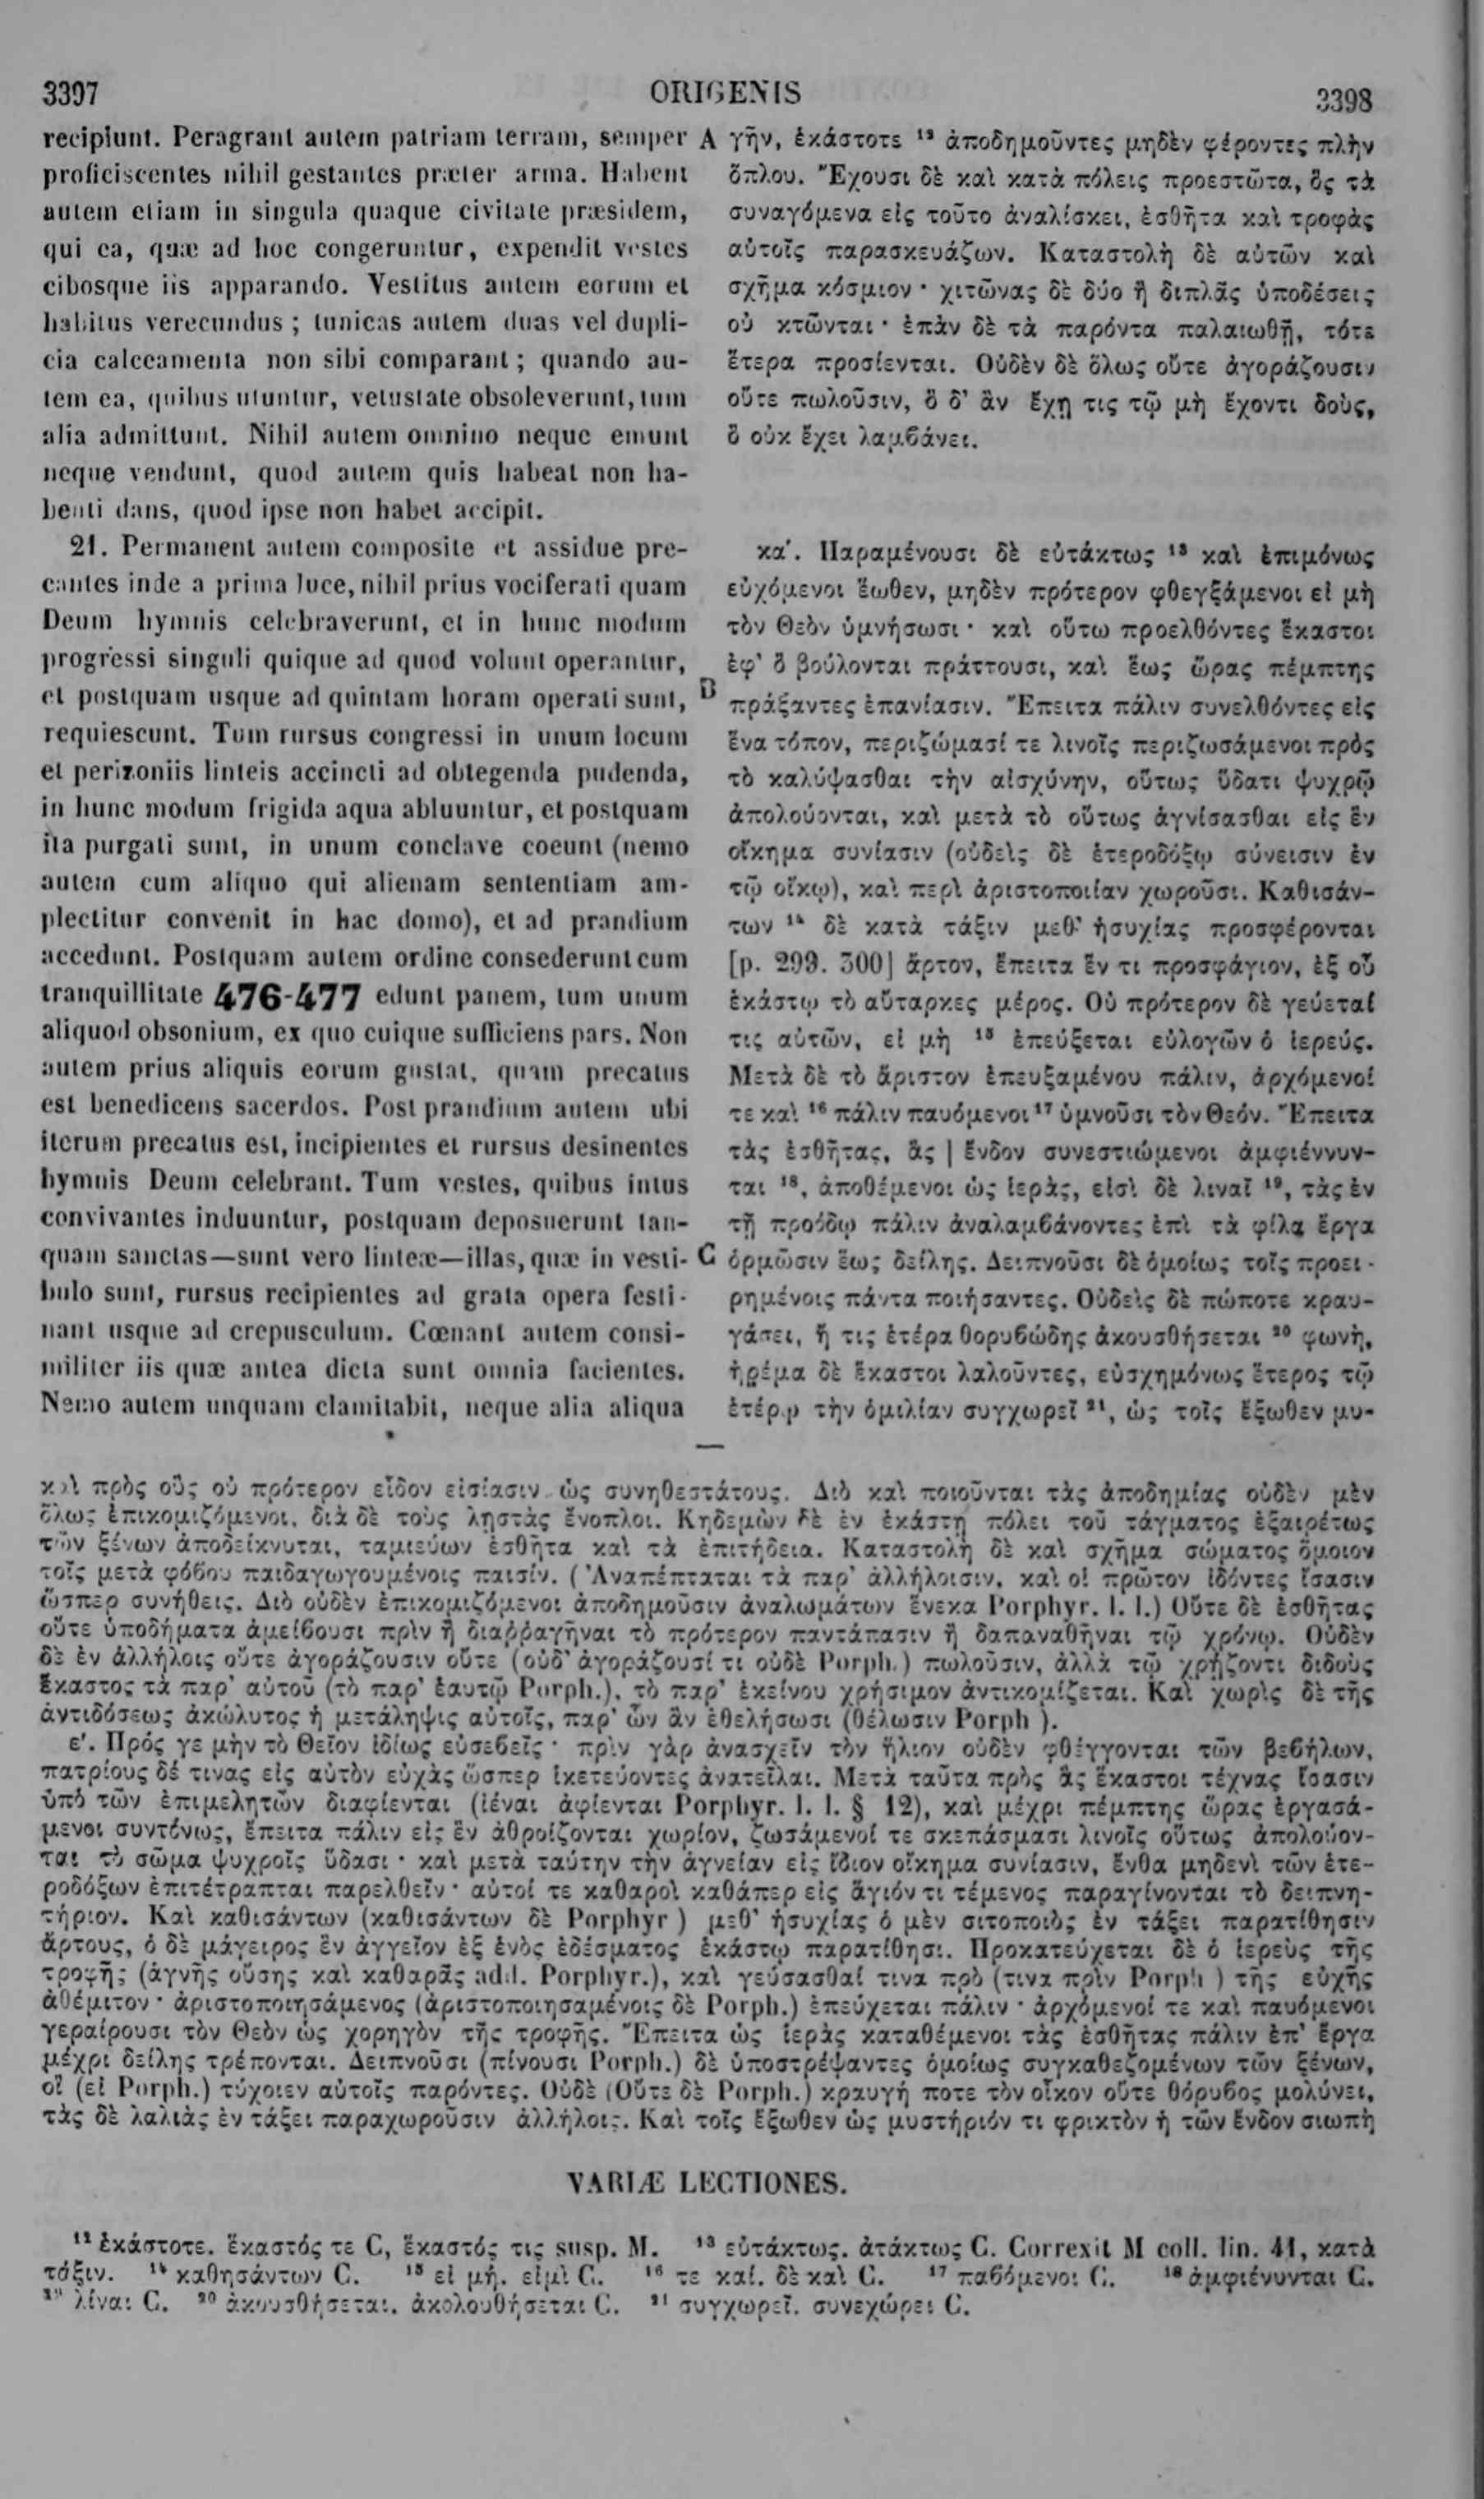 3397
ORIGENIS
3398
recipiunt. Peragrant autem patriam terram, semper
proficiscentes nihil gestantes præter arma. Habent
autem etiam in singula quaque civitate præsidem,
qui ea, quæ ad hoc congeruntur, expendit vestes
cibosque iis apparando. Vestitus autem eorum et
habitus verecundus ; tunicas autem duas vel dupli-
cia calceamenta non sibi comparant ; quando au-
tem ea, quibus utuntur, vetustate obsoleverunt, tum
alia admittunt. Nihil autem omnino neque emunt
neque vendunt, quod autem quis habeat non ha-
benti dans, quod ipse non habet accipit.
21. Permanent autem composite et assidue pre-
cantes inde a prima luce, nihil prius vociferati quam
Deum hymnis celebraverunt, et in hunc modum
progressi singuli quique ad quod volunt operantur,
et postquam usque ad quintam horam operati sunt,
requiescunt. Tum rursus congressi in unum locum
et perizoniis linteis accincti ad obtegenda pudenda,
in hunc modum frigida aqua abluuntur, et postquam
ita purgati sunt, in unum conclave coeunt (nemo
autem cum aliquo qui alienam sententiam am-
plectitur convenit in hac domo), et ad prandium
accedunt. Postquam autem ordine consederunt cum
tranquillitate 476-477 edunt panem, tum unum
aliquod obsonium, ex quo cuique sufficiens pars. Non
autem prius aliquis eorum gustat, quam precatus
est benedicens sacerdos. Post prandium autem ubi
iterum precatus est, incipientes et rursus desinentes
hymnis Deum celebrant. Tum vestes, quibus intus
convivantes induuntur, postquam deposuerunt tan-
quam sanctas—sunt vero linteæ—illas, quæ in vesti-
bulo sunt, rursus recipientes ad grata opera festi-
nant usque ad crepusculum. Cœnant autem consi-
militer iis quæ antea dicta sunt omnia facientes.
Nemo autem unquam clamitabit, neque alia aliqua
A
B
C
γῆν, ἑκάστοτε ¹² ἀποδημοῦντες μηδὲν φέροντες πλὴν
ὅπλου. Ἔχουσι δὲ καὶ κατὰ πόλεις προεστῶτα, ὃς τὰ
συναγόμενα εἰς τοῦτο ἀναλίσκει, ἐσθῆτα καὶ τροφὰς
αὐτοῖς παρασκευάζων. Καταστολὴ δὲ αὐτῶν καὶ
σχῆμα κόσμιον · χιτῶνας δὲ δύο ἢ διπλᾶς ὑποδέσεις
οὐ κτῶνται · ἐπὰν δὲ τὰ παρόντα παλαιωθῇ, τότε
ἕτερα προσίενται. Οὐδὲν δὲ ὅλως οὔτε ἀγοράζουσιν
οὔτε πωλοῦσιν, ὃ δ' ἂν ἔχῃ τις τῷ μὴ ἔχοντι δοὺς,
ὃ οὐκ ἔχει λαμβάνει.
κα'. Παραμένουσι δὲ εὐτάκτως ¹³ καὶ ἐπιμόνως
εὐχόμενοι ἕωθεν, μηδὲν πρότερον φθεγξάμενοι εἰ μὴ
τὸν Θεὸν ὑμνήσωσι · καὶ οὕτω προελθόντες ἕκαστοι
ἐφ' ὃ βούλονται πράττουσι, καὶ ἕως ὥρας πέμπτης
πράξαντες ἐπανίασιν. Ἔπειτα πάλιν συνελθόντες εἰς
ἕνα τόπον, περιζώμασί τε λινοῖς περιζωσάμενοι πρὸς
τὸ καλύψασθαι τὴν αἰσχύνην, οὕτως ὕδατι ψυχρῷ
ἀπολούονται, καὶ μετὰ τὸ οὕτως ἁγνίσασθαι εἰς ἓν
οἴκημα συνίασιν (οὐδεὶς δὲ ἑτεροδόξῳ σύνεισιν ἐν
τῷ οἴκῳ), καὶ περὶ ἀριστοποιίαν χωροῦσι. Καθισάν-
των ¹⁴ δὲ κατὰ τάξιν μεθ' ἡσυχίας προσφέρονται
[p. 299. 300] ἄρτον, ἔπειτα ἕν τι προσφάγιον, ἐξ οὗ
ἑκάστῳ τὸ αὔταρκες μέρος. Οὐ πρότερον δὲ γεύεταί
τις αὐτῶν, εἰ μὴ ¹⁵ ἐπεύξεται εὐλογῶν ὁ ἱερεύς.
Μετὰ δὲ τὸ ἄριστον ἐπευξαμένου πάλιν, ἀρχόμενοί
τε καὶ ¹⁶ πάλιν παυόμενοι ¹⁷ ὑμνοῦσι τὸν Θεόν. Ἔπειτα
τὰς ἐσθῆτας, ἃς | ἔνδον συνεστιώμενοι ἀμφιέννυν-
ται ¹⁸, ἀποθέμενοι ὡς ἱερὰς, εἰσὶ δὲ λιναῖ ¹⁹, τὰς ἐν
τῇ προόδῳ πάλιν ἀναλαμβάνοντες ἐπὶ τὰ φίλα ἔργα
ὁρμῶσιν ἕως δείλης. Δειπνοῦσι δὲ ὁμοίως τοῖς προει-
ρημένοις πάντα ποιήσαντες. Οὐδεὶς δὲ πώποτε κραυ-
γάσει, ἤ τις ἑτέρα θορυβώδης ἀκουσθήσεται ²⁰ φωνὴ,
ἠρέμα δὲ ἕκαστοι λαλοῦντες, εὐσχημόνως ἕτερος τῷ
ἑτέρῳ τὴν ὁμιλίαν συγχωρεῖ ²¹, ὡς τοῖς ἔξωθεν μυ-
καὶ πρὸς οὓς οὐ πρότερον εἶδον εἰσίασιν ὡς συνηθεστάτους. Διὸ καὶ ποιοῦνται τὰς ἀποδημίας οὐδὲν μὲν
ὅλως ἐπικομιζόμενοι, διὰ δὲ τοὺς λῃστὰς ἔνοπλοι. Κηδεμὼν δὲ ἐν ἑκάστῃ πόλει τοῦ τάγματος ἐξαιρέτως
τῶν ξένων ἀποδείκνυται, ταμιεύων ἐσθῆτα καὶ τὰ ἐπιτήδεια. Καταστολὴ δὲ καὶ σχῆμα σώματος ὅμοιον
τοῖς μετὰ φόβου παιδαγωγουμένοις παισίν. (Ἀναπέπταται τὰ παρ' ἀλλήλοισιν, καὶ οἱ πρῶτον ἰδόντες ἴσασιν
ὥσπερ συνήθεις. Διὸ οὐδὲν ἐπικομιζόμενοι ἀποδημοῦσιν ἀναλωμάτων ἕνεκα Porphyr. l. l.) Οὔτε δὲ ἐσθῆτας
οὔτε ὑποδήματα ἀμείβουσι πρὶν ἢ διαῤῥαγῆναι τὸ πρότερον παντάπασιν ἢ δαπανηθῆναι τῷ χρόνῳ. Οὐδὲν
δὲ ἐν ἀλλήλοις οὔτε ἀγοράζουσιν οὔτε (οὐδ' ἀγοράζουσί τι οὐδὲ Porph.) πωλοῦσιν, ἀλλὰ τῷ χρῄζοντι διδοὺς
ἕκαστος τὰ παρ' αὑτοῦ (τὸ παρ' ἑαυτῷ Porph.), τὸ παρ' ἐκείνου χρήσιμον ἀντικομίζεται. Καὶ χωρὶς δὲ τῆς
ἀντιδόσεως ἀκώλυτος ἡ μετάληψις αὐτοῖς, παρ' ὧν ἂν ἐθελήσωσι (θέλωσιν Porph ).
ε'. Πρός γε μὴν τὸ Θεῖον ἰδίως εὐσεβεῖς · πρὶν γὰρ ἀνασχεῖν τὸν ἥλιον οὐδὲν φθέγγονται τῶν βεβήλων,
πατρίους δέ τινας εἰς αὐτὸν εὐχὰς ὥσπερ ἱκετεύοντες ἀνατεῖλαι. Μετὰ ταῦτα πρὸς ἃς ἕκαστοι τέχνας ἴσασιν
ὑπὸ τῶν ἐπιμελητῶν διαφίενται (ἰέναι ἀφίενται Porphyr. l. l. § 12), καὶ μέχρι πέμπτης ὥρας ἐργασά-
μενοι συντόνως, ἔπειτα πάλιν εἰς ἓν ἀθροίζονται χωρίον, ζωσάμενοί τε σκεπάσμασι λινοῖς οὕτως ἀπολούον-
ται τὸ σῶμα ψυχροῖς ὕδασι · καὶ μετὰ ταύτην τὴν ἁγνείαν εἰς ἴδιον οἴκημα συνίασιν, ἔνθα μηδενὶ τῶν ἑτε-
ροδόξων ἐπιτέτραπται παρελθεῖν · αὐτοί τε καθαροὶ καθάπερ εἰς ἅγιόν τι τέμενος παραγίνονται τὸ δειπνη-
τήριον. Καὶ καθισάντων (καθισάντων δὲ Porphyr ) μεθ' ἡσυχίας ὁ μὲν σιτοποιὸς ἐν τάξει παρατίθησιν
ἄρτους, ὁ δὲ μάγειρος ἓν ἀγγεῖον ἐξ ἑνὸς ἐδέσματος ἑκάστῳ παρατίθησι. Προκατεύχεται δὲ ὁ ἱερεὺς τῆς
τροφῆς (ἁγνῆς οὔσης καὶ καθαρᾶς add. Porphyr.), καὶ γεύσασθαί τινα πρὸ (τινα πρὶν Porph ) τῆς εὐχῆς
ἀθέμιτον · ἀριστοποιησάμενος (ἀριστοποιησαμένοις δὲ Porph.) ἐπεύχεται πάλιν · ἀρχόμενοί τε καὶ παυόμενοι
γεραίρουσι τὸν Θεὸν ὡς χορηγὸν τῆς τροφῆς. Ἔπειτα ὡς ἱερὰς καταθέμενοι τὰς ἐσθῆτας πάλιν ἐπ' ἔργα
μέχρι δείλης τρέπονται. Δειπνοῦσι (πίνουσι Porph.) δὲ ὑποστρέψαντες ὁμοίως συγκαθεζομένων τῶν ξένων,
οἳ (εἰ Porph.) τύχοιεν αὐτοῖς παρόντες. Οὐδὲ (Οὔτε δὲ Porph.) κραυγή ποτε τὸν οἶκον οὔτε θόρυβος μολύνει,
τὰς δὲ λαλιὰς ἐν τάξει παραχωροῦσιν ἀλλήλοις. Καὶ τοῖς ἔξωθεν ὡς μυστήριόν τι φρικτὸν ἡ τῶν ἔνδον σιωπὴ
VARIÆ LECTIONES.
¹² ἑκάστοτε. ἕκαστός τε C, ἕκαστός τις susp. M. ¹³ εὐτάκτως. ἀτάκτως C. Correxit M coll. lin. 41, κατὰ
τάξιν. ¹⁴ καθησάντων C. ¹⁵ εἰ μή. εἰμὶ C. ¹⁶ τε καί. δὲ καὶ C. ¹⁷ παβόμενοι C. ¹⁸ ἀμφιένυνται C.
¹⁹ λίναι C. ²⁰ ἀκουσθήσεται. ἀκολουθήσεται C. ²¹ συγχωρεῖ. συνεχώρει C.